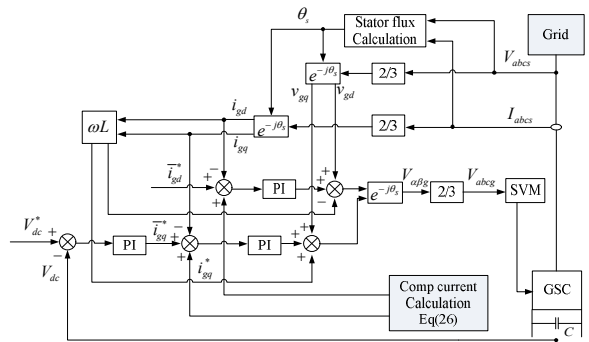 θs
Stator flux
Calculation
Grid
Vabcs
e^-jθs
2/3
vgq
vgd
igd
ωL
e^-jθs
2/3
Iabcs
igq
i̅*gd
−
+
+
PI
+
+
−
e^-jθs
Vαβg
2/3
Vabcg
SVM
V*dc
+
−
PI
i̅*gq
−
+
+
PI
+
+
+
Vdc
i*gq
Comp current
Calculation
Eq(26)
GSC
C